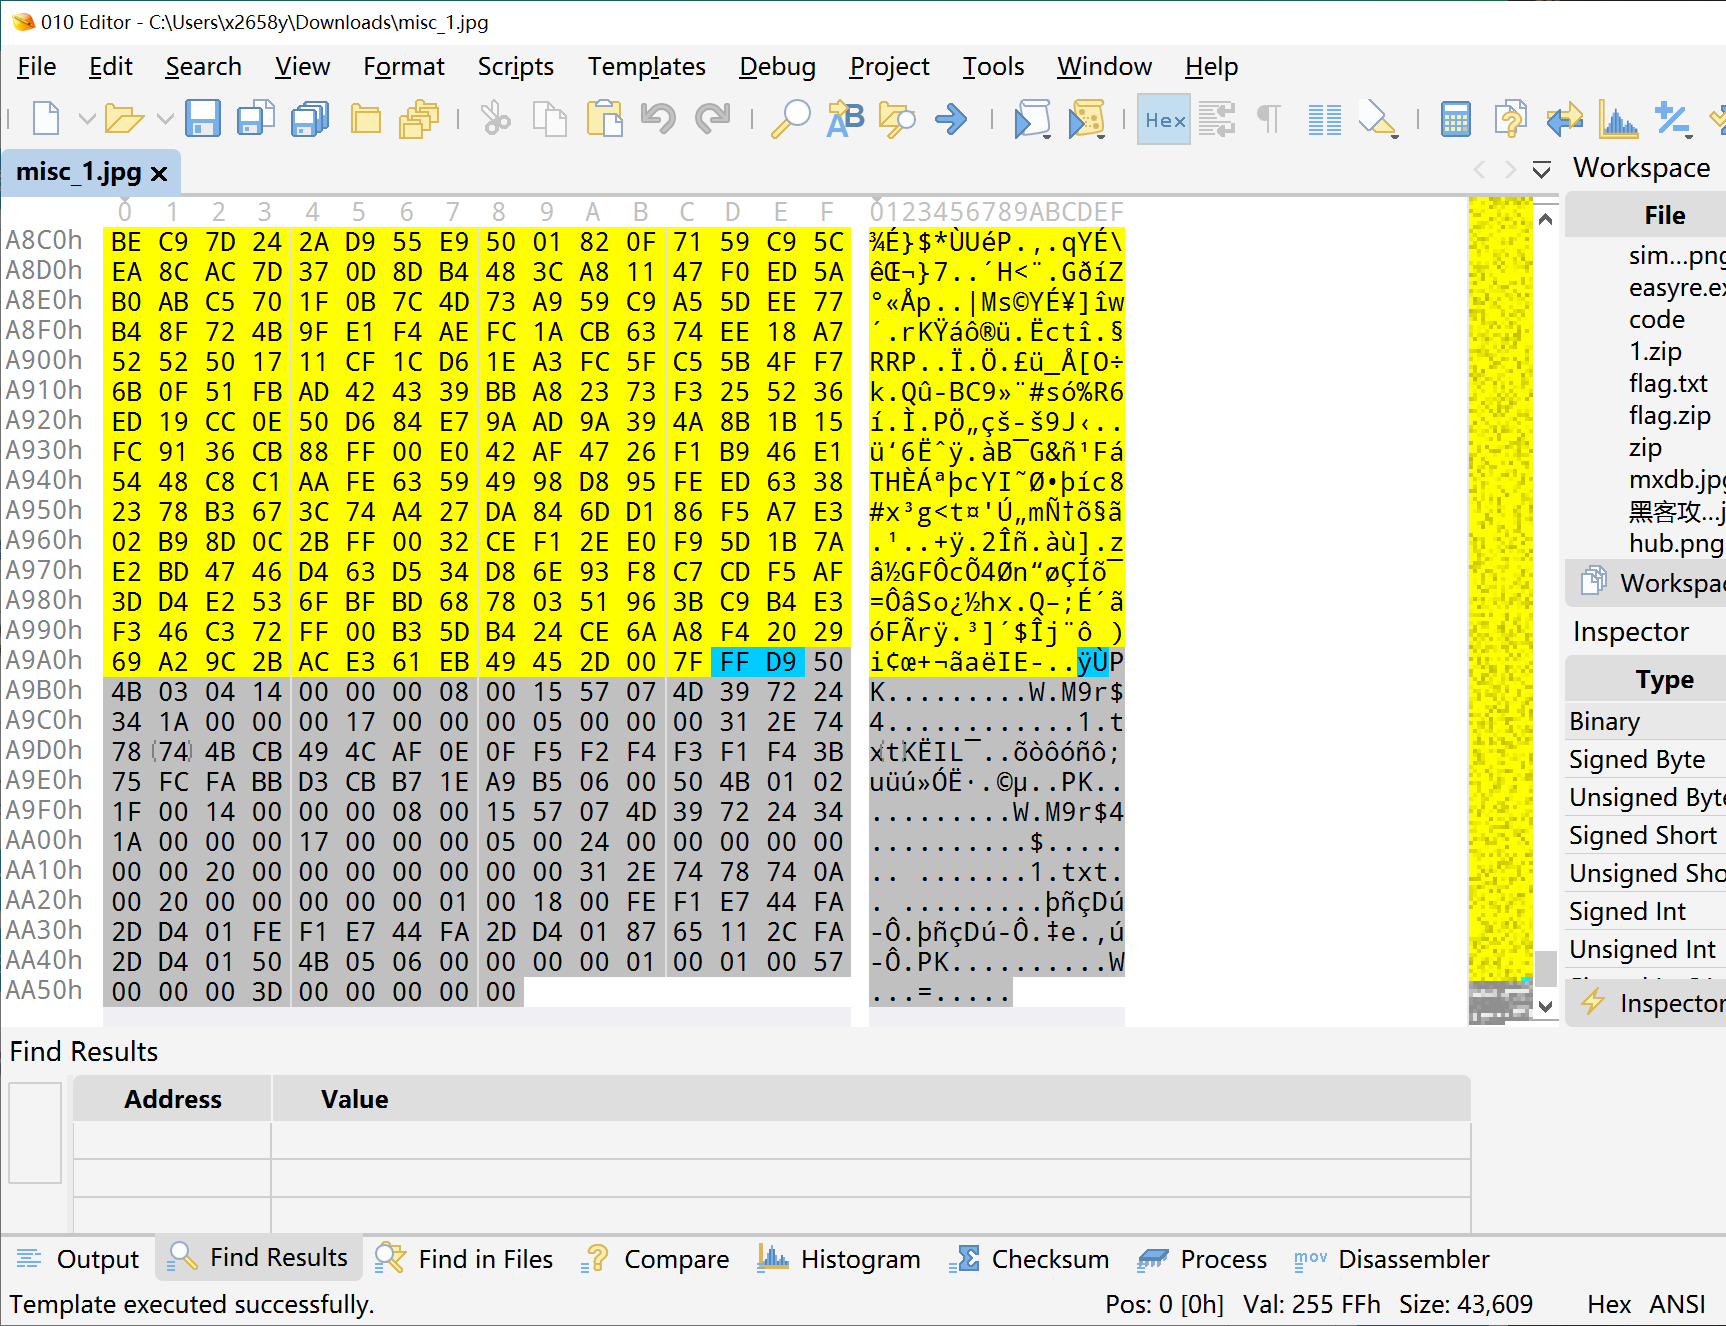 010 Editor - C:\Users\x2658y\Downloads\misc_1.jpg
File Edit Search View Format Scripts Templates Debug Project Tools Window Help
Hex
misc_1.jpg x
Workspace
0 1 2 3 4 5 6 7 8 9 A B C D E F 0123456789ABCDEF
A8C0h BE C9 7D 24 2A D9 55 E9 50 01 82 0F 71 59 C9 5C ¾É}$*ÙUéP.‚.qYÉ\
A8D0h EA 8C AC 7D 37 0D 8D B4 48 3C A8 11 47 F0 ED 5A êŒ¬}7..´H<¨.GðíZ
A8E0h B0 AB C5 70 1F 0B 7C 4D 73 A9 59 C9 A5 5D EE 77 °«Åp..|Ms©YÉ¥]îw
A8F0h B4 8F 72 4B 9F E1 F4 AE FC 1A CB 63 74 EE 18 A7 ´.rKŸáô®ü.Ëctî.§
A900h 52 52 50 17 11 CF 1C D6 1E A3 FC 5F C5 5B 4F F7 RRP..Ï.Ö.£ü_Å[O÷
A910h 6B 0F 51 FB AD 42 43 39 BB A8 23 73 F3 25 52 36 k.Qû-BC9»¨#só%R6
A920h ED 19 CC 0E 50 D6 84 E7 9A AD 9A 39 4A 8B 1B 15 í.Ì.PÖ„çš-š9J‹..
A930h FC 91 36 CB 88 FF 00 E0 42 AF 47 26 F1 B9 46 E1 ü‘6Ëˆÿ.àB¯G&ñ¹Fá
A940h 54 48 C8 C1 AA FE 63 59 49 98 D8 95 FE ED 63 38 THÈÁªþcYI˜Ø•þíc8
A950h 23 78 B3 67 3C 74 A4 27 DA 84 6D D1 86 F5 A7 E3 #x³g<t¤'Ú„mÑ†õ§ã
A960h 02 B9 8D 0C 2B FF 00 32 CE F1 2E E0 F9 5D 1B 7A .¹..+ÿ.2Îñ.àù].z
A970h E2 BD 47 46 D4 63 D5 34 D8 6E 93 F8 C7 CD F5 AF â½GFÔcÕ4Øn“øÇÍõ¯
A980h 3D D4 E2 53 6F BF BD 68 78 03 51 96 3B C9 B4 E3 =ÔâSo¿½hx.Q–;É´ã
A990h F3 46 C3 72 FF 00 B3 5D B4 24 CE 6A A8 F4 20 29 óFÃrÿ.³]´$Îj¨ô )
A9A0h 69 A2 9C 2B AC E3 61 EB 49 45 2D 00 7F FF D9 50 i¢œ+¬ãaëIE-..ÿÙP
A9B0h 4B 03 04 14 00 00 00 08 00 15 57 07 4D 39 72 24 K.........W.M9r$
A9C0h 34 1A 00 00 00 17 00 00 00 05 00 00 00 31 2E 74 4............1.t
A9D0h 78 74 4B CB 49 4C AF 0E 0F F5 F2 F4 F3 F1 F4 3B xtKËIL¯..õòôóñô;
A9E0h 75 FC FA BB D3 CB B7 1E A9 B5 06 00 50 4B 01 02 uüú»ÓË·.©µ..PK..
A9F0h 1F 00 14 00 00 00 08 00 15 57 07 4D 39 72 24 34 .........W.M9r$4
AA00h 1A 00 00 00 17 00 00 00 05 00 24 00 00 00 00 00 ..........$.....
AA10h 00 00 20 00 00 00 00 00 00 00 31 2E 74 78 74 0A .. .......1.txt.
AA20h 00 20 00 00 00 00 00 01 00 18 00 FE F1 E7 44 FA . .........þñçDú
AA30h 2D D4 01 FE F1 E7 44 FA 2D D4 01 87 65 11 2C FA -Ô.þñçDú-Ô.‡e.,ú
AA40h 2D D4 01 50 4B 05 06 00 00 00 00 01 00 01 00 57 -Ô.PK..........W
AA50h 00 00 00 3D 00 00 00 00 00 ...=.....
File
sim...png
easyre.ex
code
1.zip
flag.txt
flag.zip
zip
mxdb.jpg
黑客攻...j
hub.png
Workspac
Inspector
Type
Binary
Signed Byte
Unsigned Byte
Signed Short
Unsigned Sho
Signed Int
Unsigned Int
Inspector
Find Results
Address Value
Output Find Results Find in Files Compare Histogram Checksum Process mov Disassembler
Template executed successfully. Pos: 0 [0h] Val: 255 FFh Size: 43,609 Hex ANSI